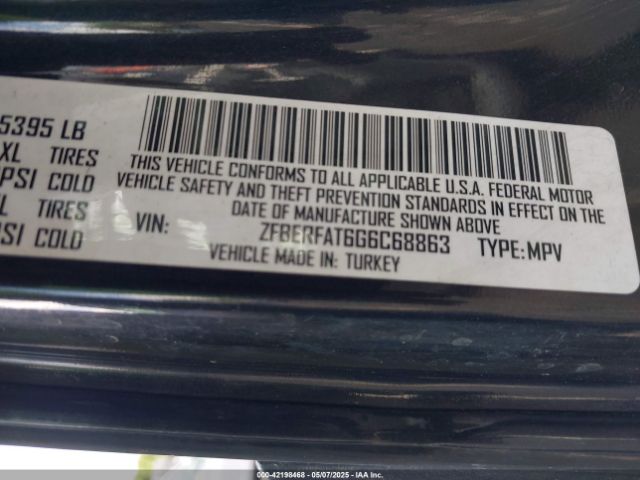 5395 LB
XL TIRES
PSI COLD
L TIRES
SI COLD
THIS VEHICLE CONFORMS TO ALL APPLICABLE U.S.A. FEDERAL MOTOR
VEHICLE SAFETY AND THEFT PREVENTION STANDARDS IN EFFECT ON THE
DATE OF MANUFACTURE SHOWN ABOVE
VIN: ZFBERFAT6G6C68863 TYPE: MPV
VEHICLE MADE IN: TURKEY
000-42198468 05/07/2025 IAA Inc.